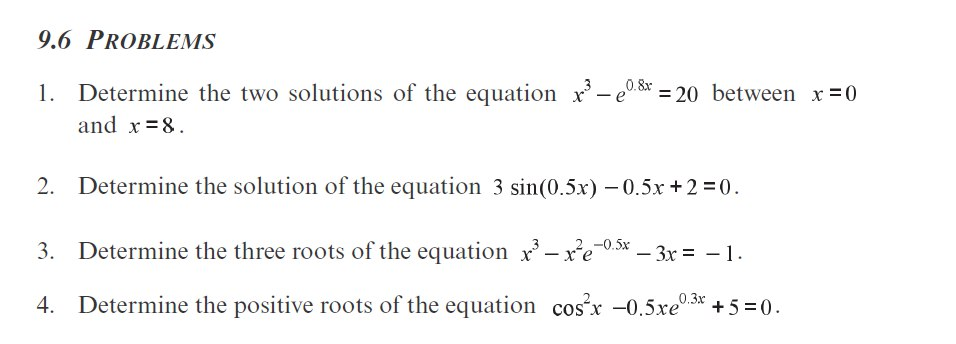 9.6 PROBLEMS
1. Determine the two solutions of the equation x³ – e^0.8x = 20 between x = 0
and x = 8.
2. Determine the solution of the equation 3 sin(0.5x) – 0.5x + 2 = 0.
3. Determine the three roots of the equation x³ – x²e^–0.5x – 3x = – 1.
4. Determine the positive roots of the equation cos²x –0.5xe^0.3x + 5 = 0.